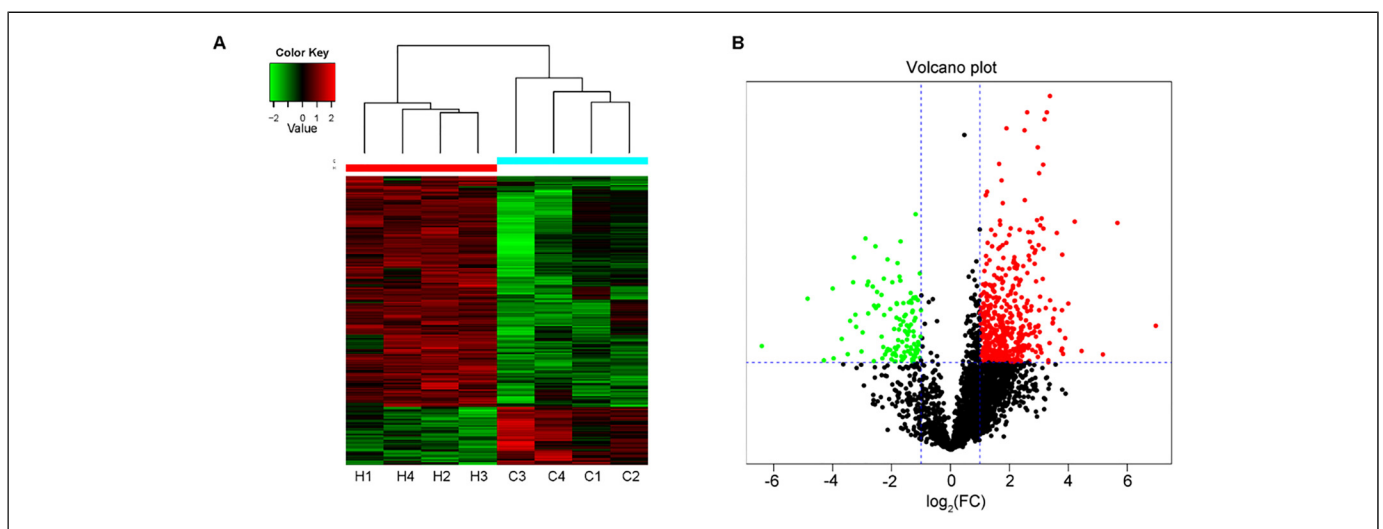 A
Color Key
−2 0 1 2
Value
H1 H4 H2 H3 C3 C4 C1 C2
B
Volcano plot
-6 -4 -2 0 2 4 6
log₂(FC)